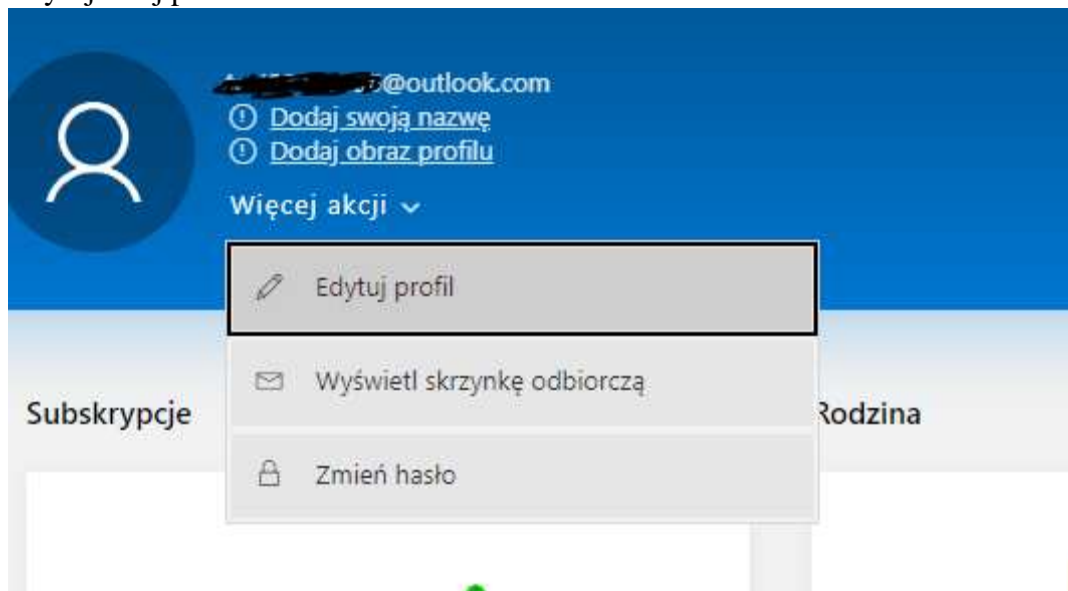 @outlook.com
Dodaj swoją nazwę
Dodaj obraz profilu
Więcej akcji
Edytuj profil
Wyświetl skrzynkę odbiorczą
Subskrypcje
Rodzina
Zmień hasło